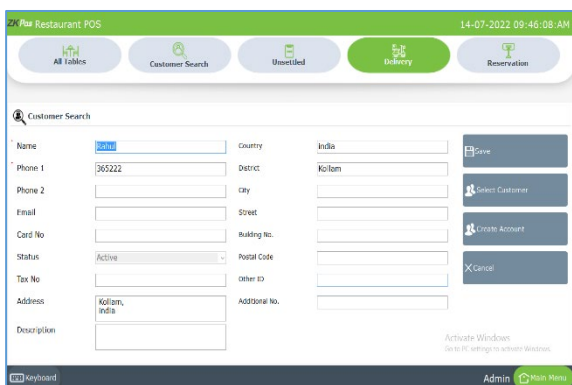 ZKPos Restaurant POS 14-07-2022 09:46:08:AM
All Tables Customer Search Unsettled Delivery Reservation
Customer Search
* Name Rahul Country india Save
* Phone 1 365222 District Kollam
Phone 2 City Select Customer
Email Street
Card No Building No. Create Account
Status Active Postal Code
Tax No Other ID Cancel
Address Kollam, Additional No.
India
Description
Activate Windows
Go to PC settings to activate Windows.
Keyboard Admin Main Menu